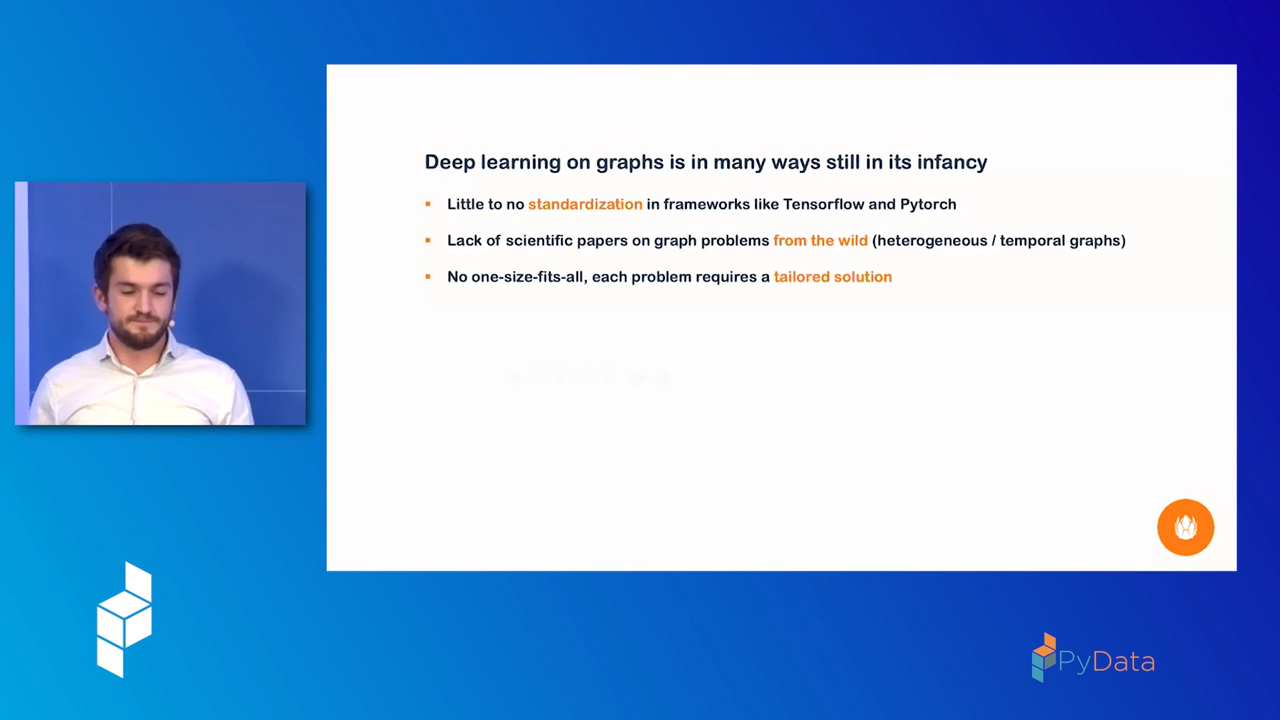 Deep learning on graphs is in many ways still in its infancy
Little to no standardization in frameworks like Tensorflow and Pytorch
Lack of scientific papers on graph problems from the wild (heterogeneous / temporal graphs)
No one-size-fits-all, each problem requires a tailored solution
PyData